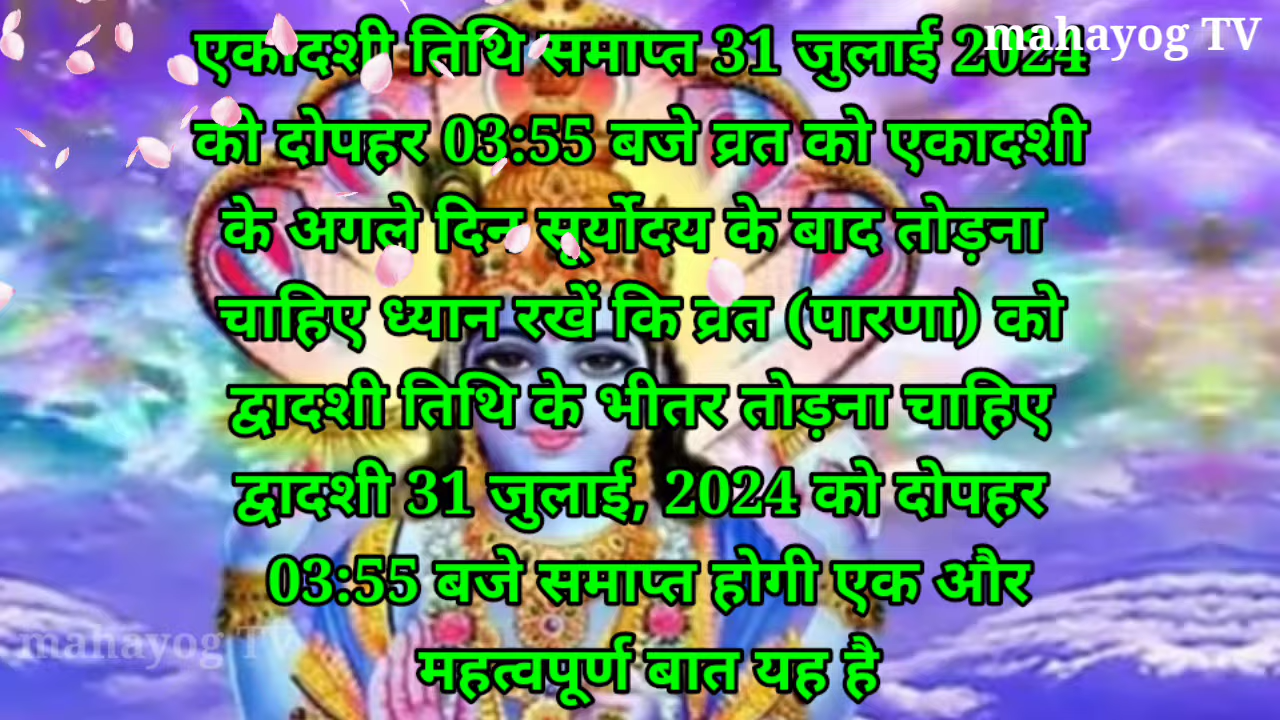 mahayog TV
एकादशी तिथि समाप्त 31 जुलाई 2024
को दोपहर 03:55 बजे व्रत को एकादशी
के अगले दिन सूर्योदय के बाद तोड़ना
चाहिए ध्यान रखें कि व्रत (पारणा) को
द्वादशी तिथि के भीतर तोड़ना चाहिए
द्वादशी 31 जुलाई, 2024 को दोपहर
03:55 बजे समाप्त होगी एक और
mahayog TV
महत्वपूर्ण बात यह है